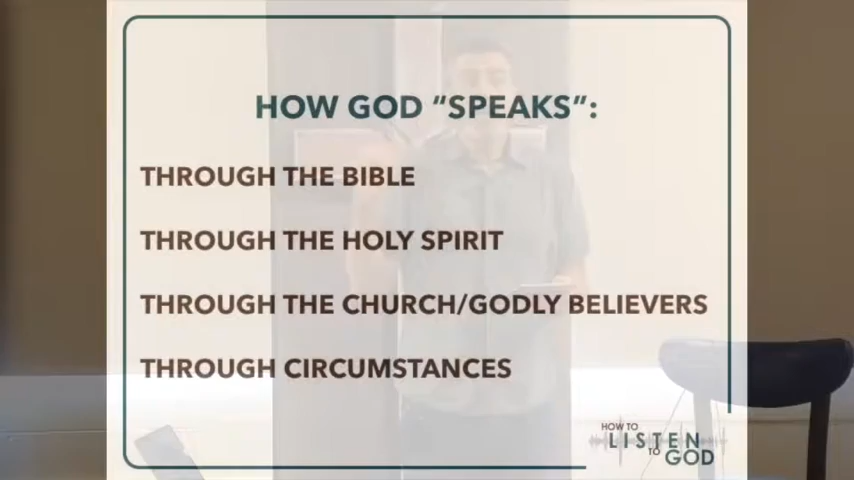 HOW GOD “SPEAKS”:
THROUGH THE BIBLE
THROUGH THE HOLY SPIRIT
THROUGH THE CHURCH/GODLY BELIEVERS
THROUGH CIRCUMSTANCES
HOW TO
LISTEN
TO GOD